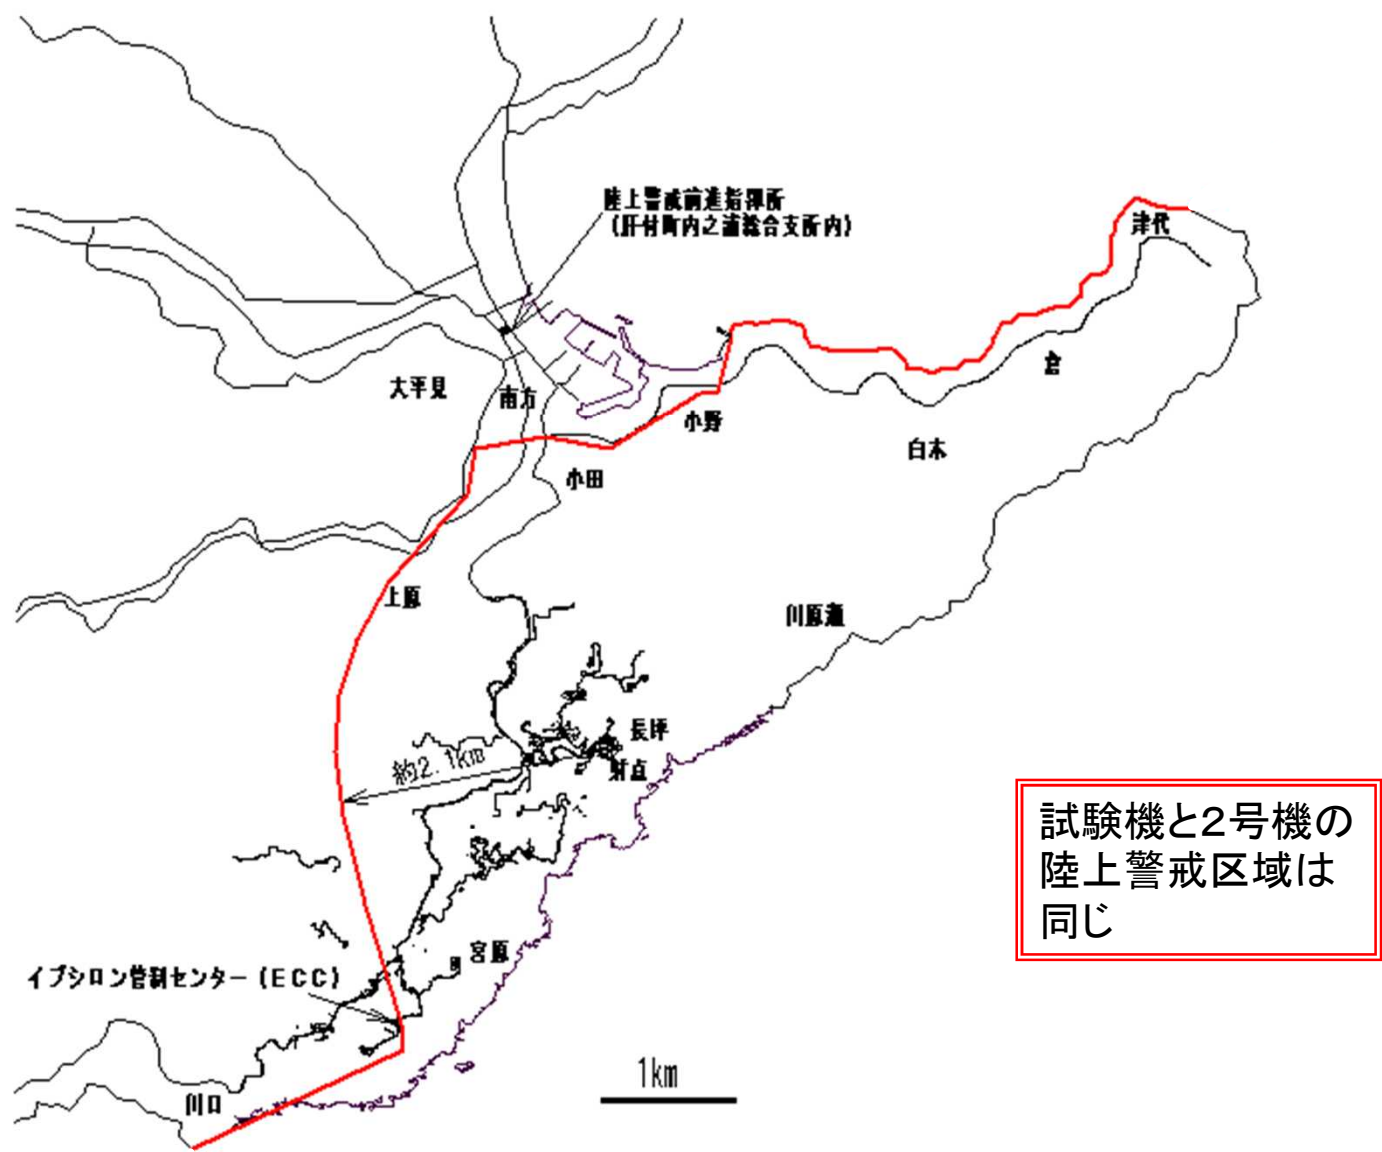 陸上警戒前進指揮所
(肝付町内之浦総合支所内)
津代
倉
大平見
南方
小野
白木
小田
上原
川原瀬
長坪
約2.1km
射点
試験機と2号機の
陸上警戒区域は
同じ
宮原
イプシロン管制センター(ECC)
1km
川口